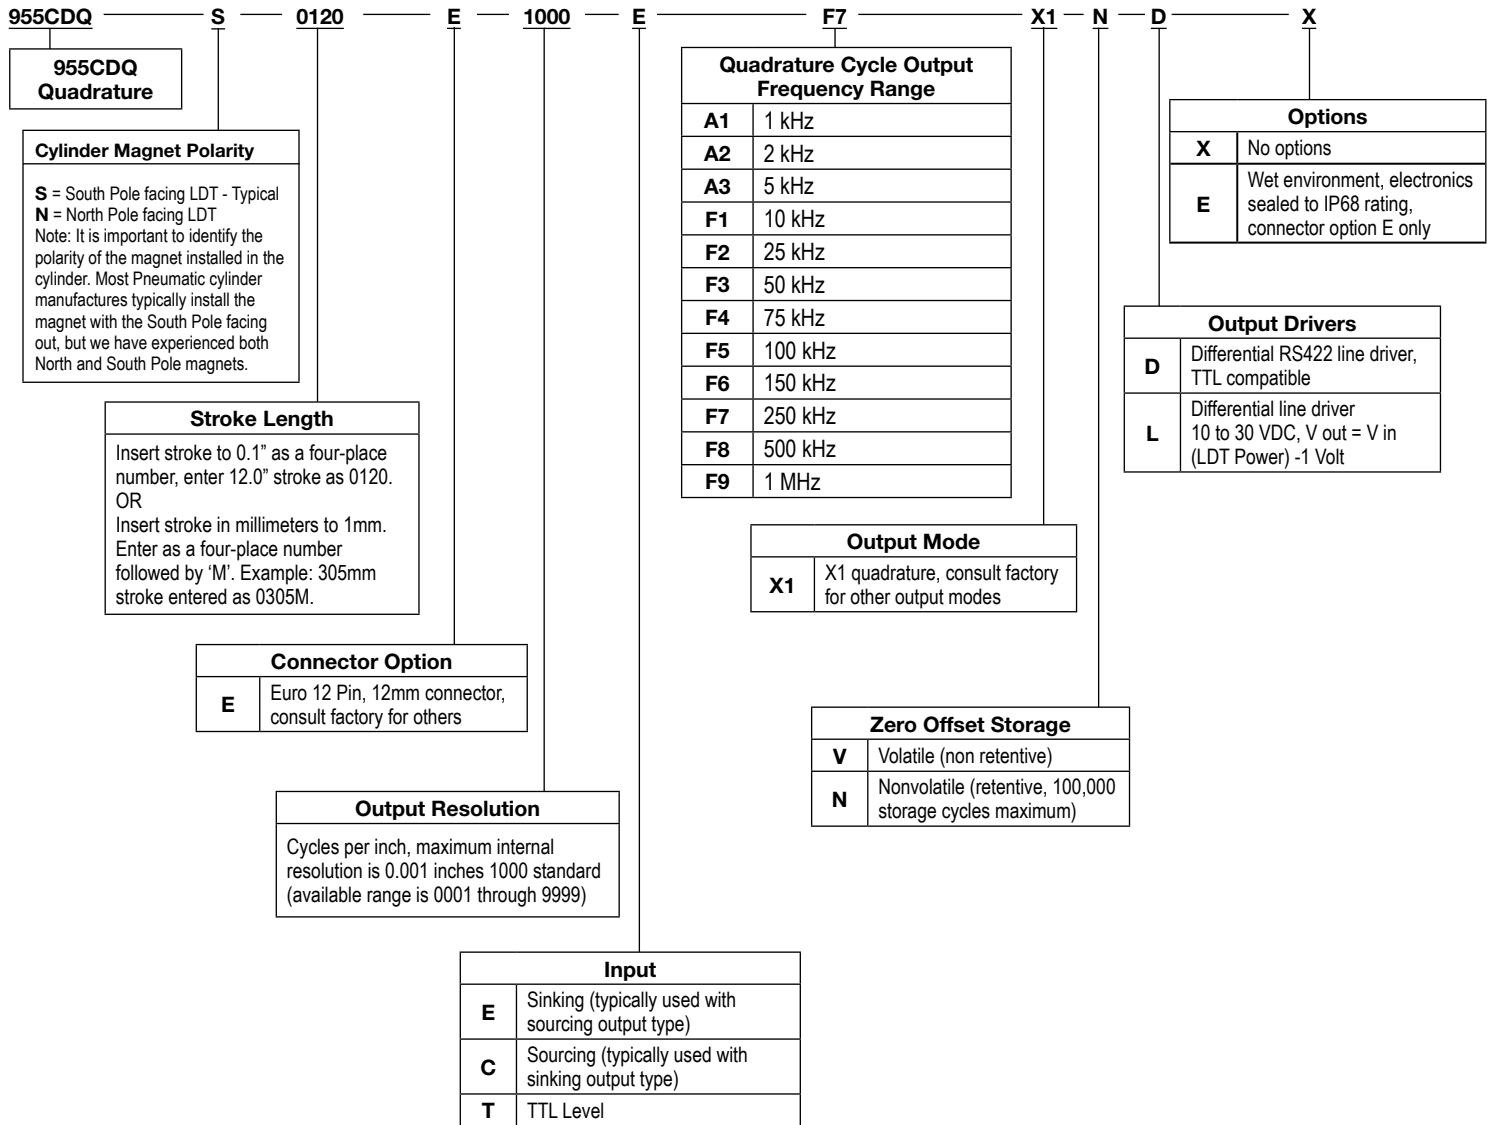 955CDQ S 0120 E 1000 E F7 X1 N D X
955CDQ
Quadrature
Cylinder Magnet Polarity
S = South Pole facing LDT - Typical
N = North Pole facing LDT
Note: It is important to identify the
polarity of the magnet installed in the
cylinder. Most Pneumatic cylinder
manufactures typically install the
magnet with the South Pole facing
out, but we have experienced both
North and South Pole magnets.
Stroke Length
Insert stroke to 0.1” as a four-place
number, enter 12.0” stroke as 0120.
OR
Insert stroke in millimeters to 1mm.
Enter as a four-place number
followed by ‘M’. Example: 305mm
stroke entered as 0305M.
Connector Option
E Euro 12 Pin, 12mm connector,
consult factory for others
Output Resolution
Cycles per inch, maximum internal
resolution is 0.001 inches 1000 standard
(available range is 0001 through 9999)
Input
E Sinking (typically used with
sourcing output type)
C Sourcing (typically used with
sinking output type)
T TTL Level
Quadrature Cycle Output
Frequency Range
A1 1 kHz
A2 2 kHz
A3 5 kHz
F1 10 kHz
F2 25 kHz
F3 50 kHz
F4 75 kHz
F5 100 kHz
F6 150 kHz
F7 250 kHz
F8 500 kHz
F9 1 MHz
Output Mode
X1 X1 quadrature, consult factory
for other output modes
Zero Offset Storage
V Volatile (non retentive)
N Nonvolatile (retentive, 100,000
storage cycles maximum)
Output Drivers
D Differential RS422 line driver,
TTL compatible
L Differential line driver
10 to 30 VDC, V out = V in
(LDT Power) -1 Volt
Options
X No options
E Wet environment, electronics
sealed to IP68 rating,
connector option E only